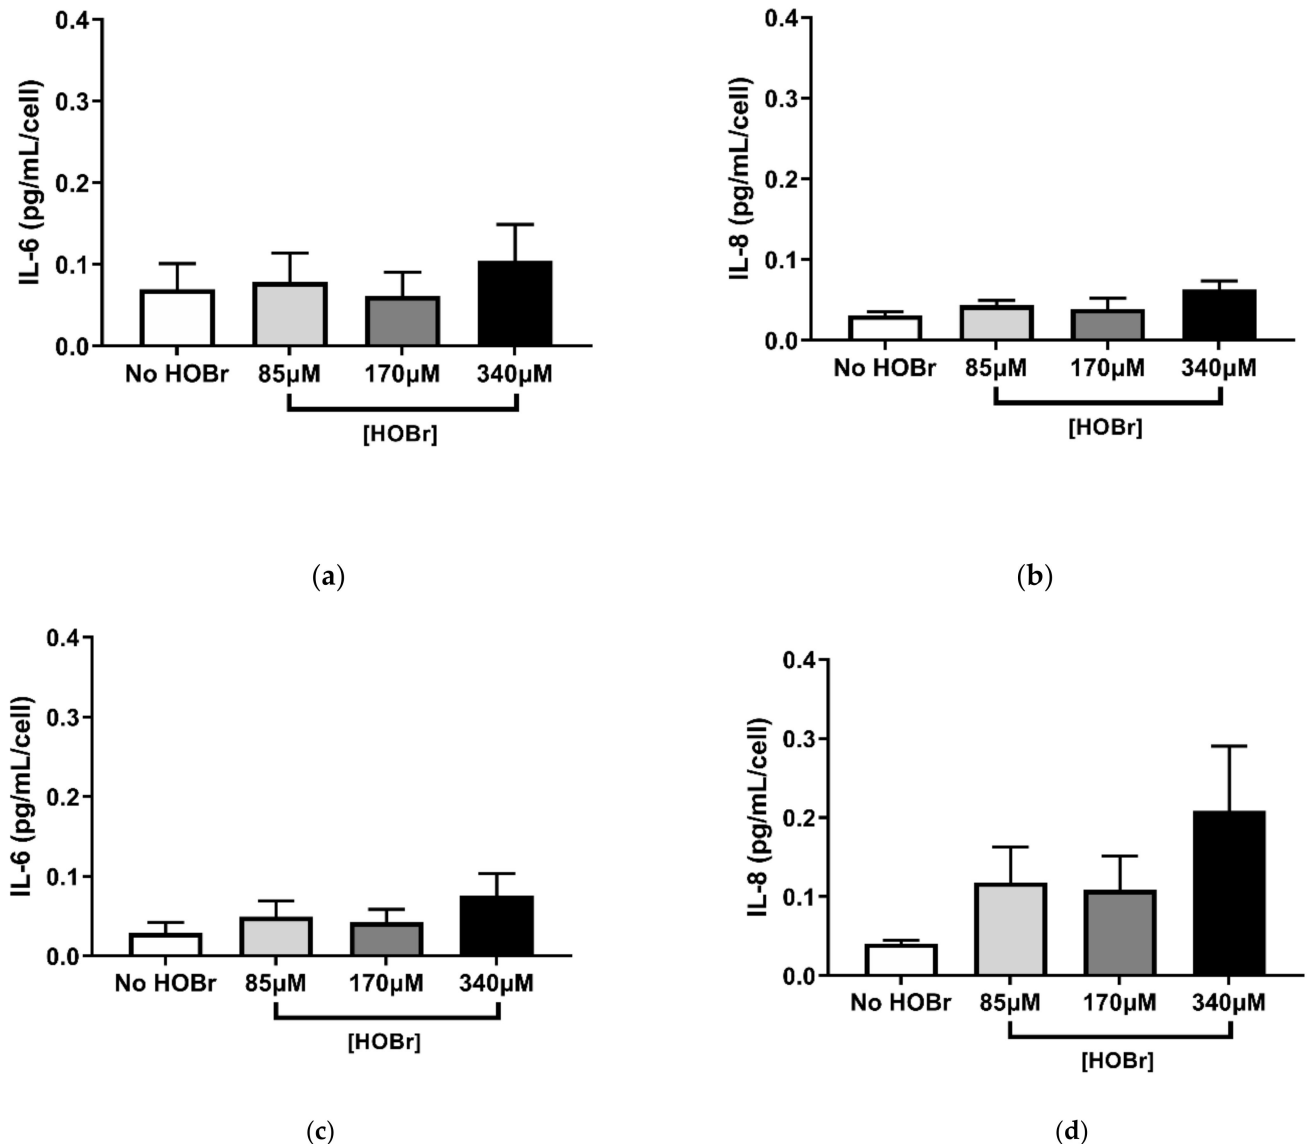 0.4
0.3
0.2
0.1
0.0
IL-6 (pg/mL/cell)
No HOBr 85µM 170µM 340µM
[HOBr]
(a)
0.4
0.3
0.2
0.1
0.0
IL-8 (pg/mL/cell)
No HOBr 85µM 170µM 340µM
[HOBr]
(b)
0.4
0.3
0.2
0.1
0.0
IL-6 (pg/mL/cell)
No HOBr 85µM 170µM 340µM
[HOBr]
(c)
0.4
0.3
0.2
0.1
0.0
IL-8 (pg/mL/cell)
No HOBr 85µM 170µM 340µM
[HOBr]
(d)